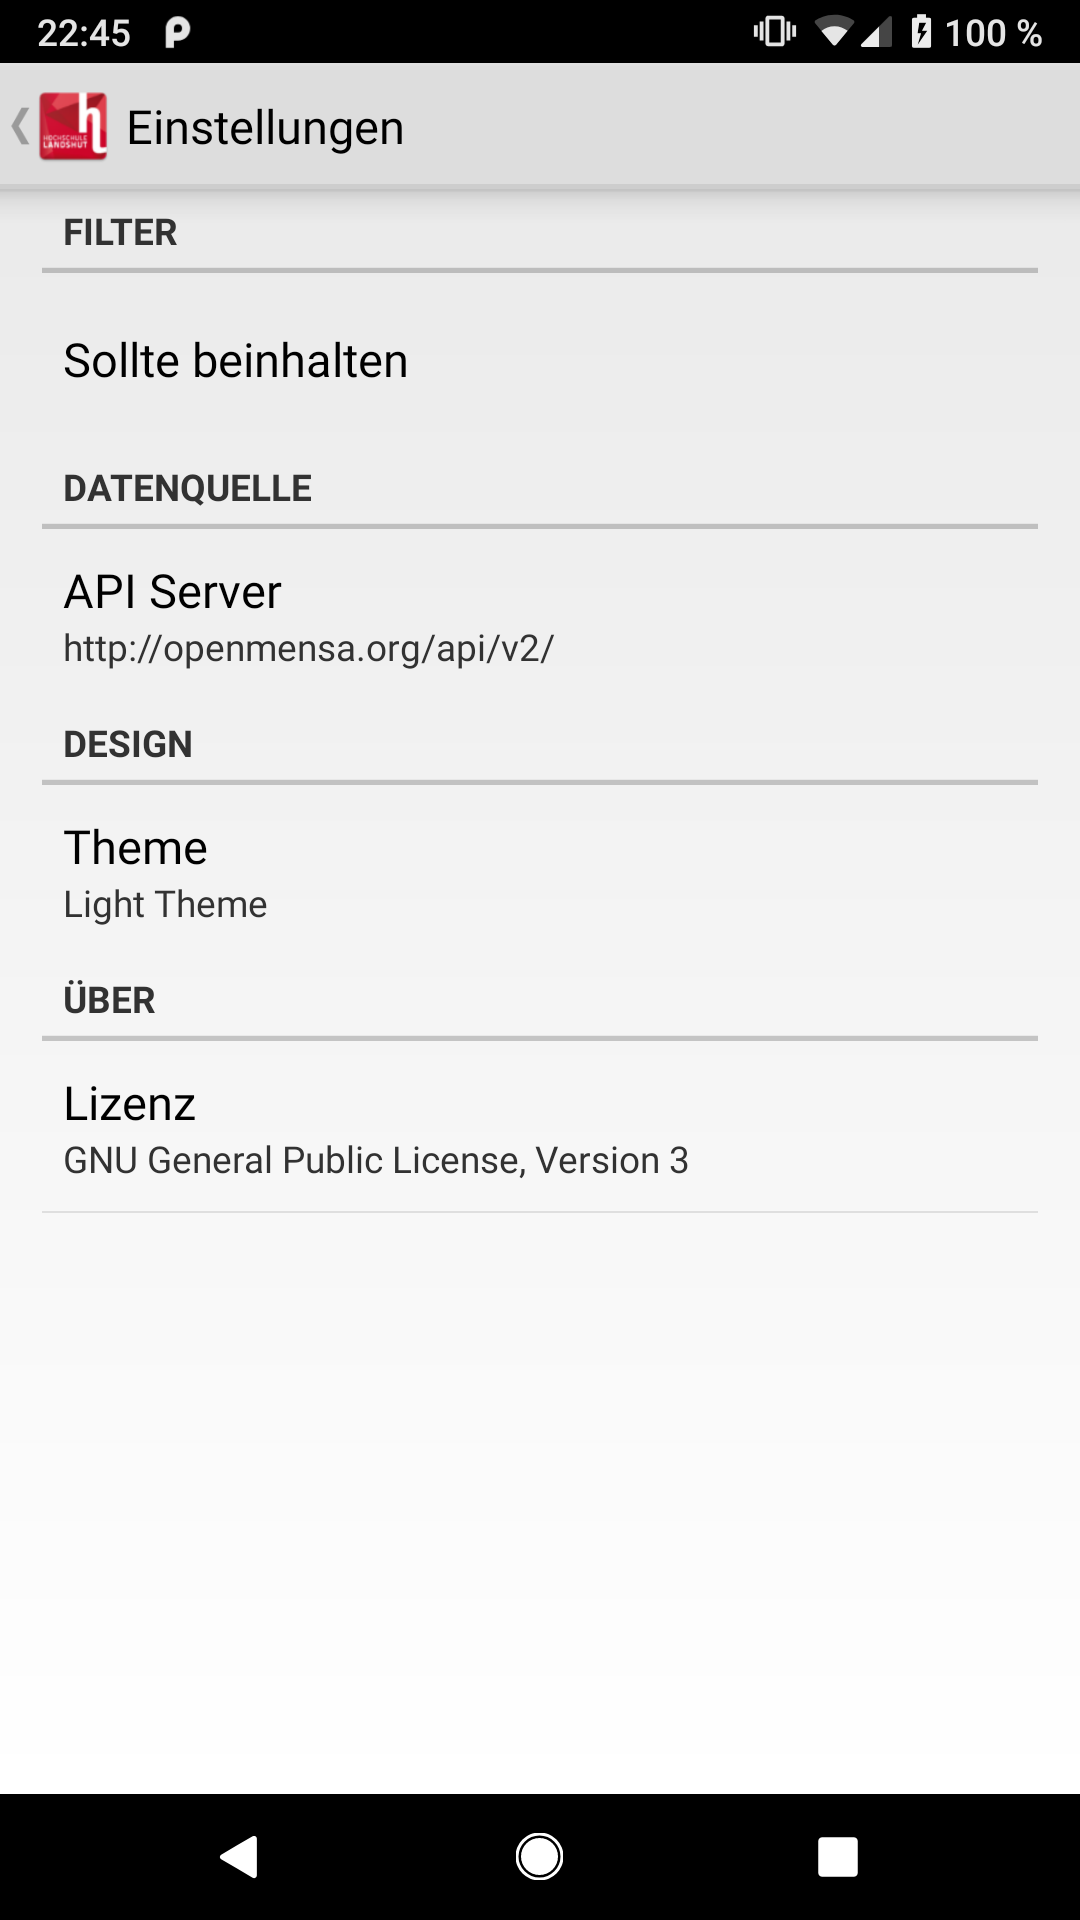 22:45
100 %
HOCHSCHULE
LANDSHUT
Einstellungen
FILTER
Sollte beinhalten
DATENQUELLE
API Server
http://openmensa.org/api/v2/
DESIGN
Theme
Light Theme
ÜBER
Lizenz
GNU General Public License, Version 3